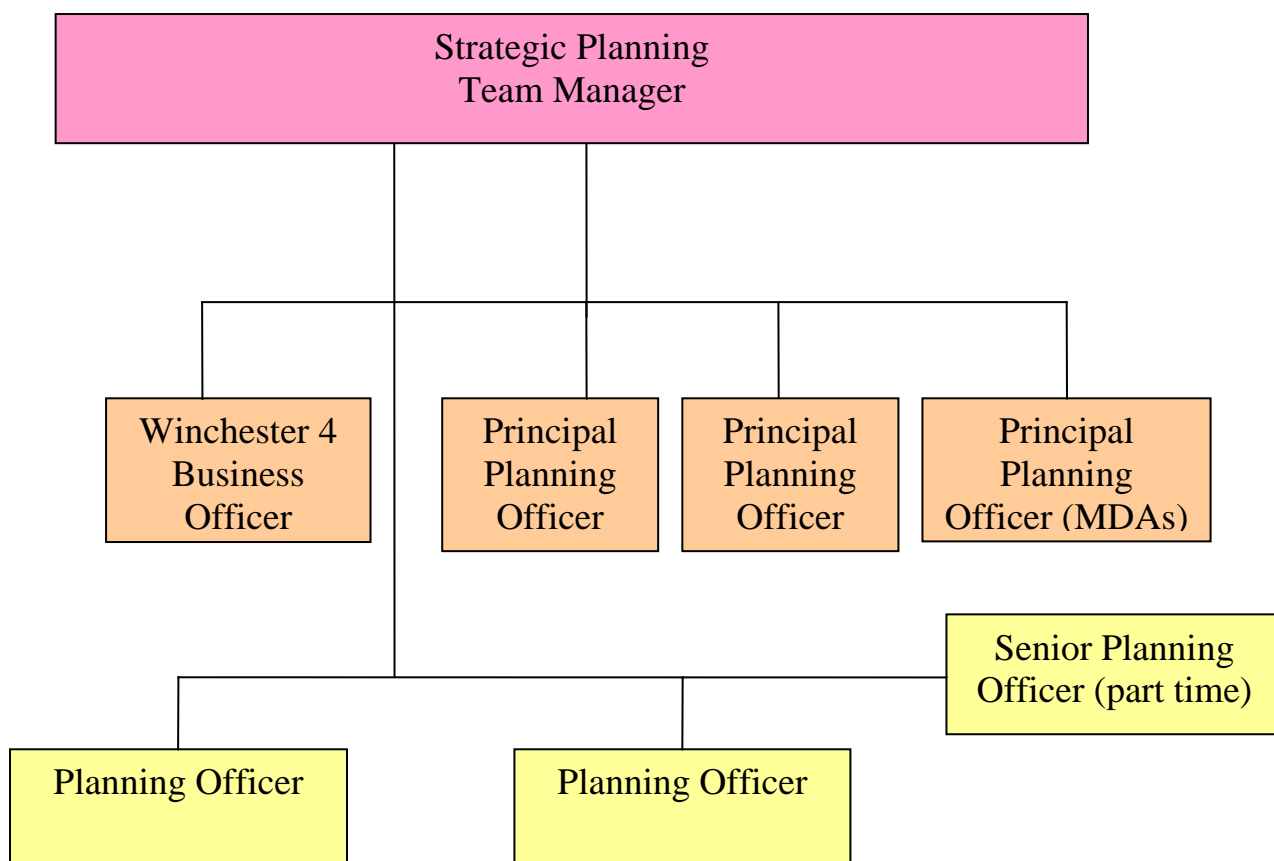 Strategic Planning
Team Manager
Winchester 4
Business
Officer
Principal
Planning
Officer
Principal
Planning
Officer
Principal
Planning
Officer (MDAs)
Senior Planning
Officer (part time)
Planning Officer
Planning Officer